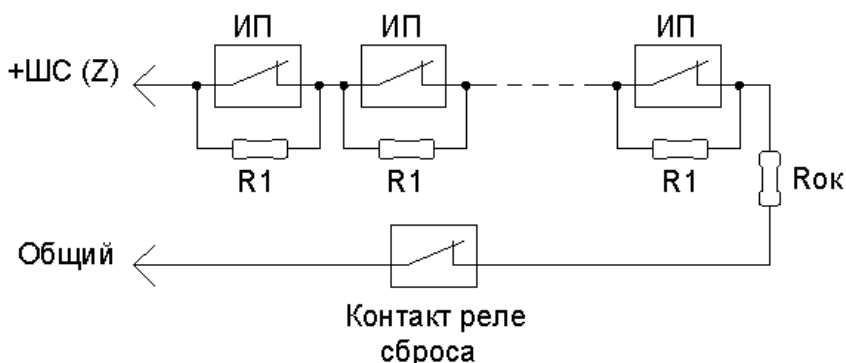 ИП ИП ИП
+ШС (Z)
R1 R1 R1
Rок
Общий
Контакт реле
сброса